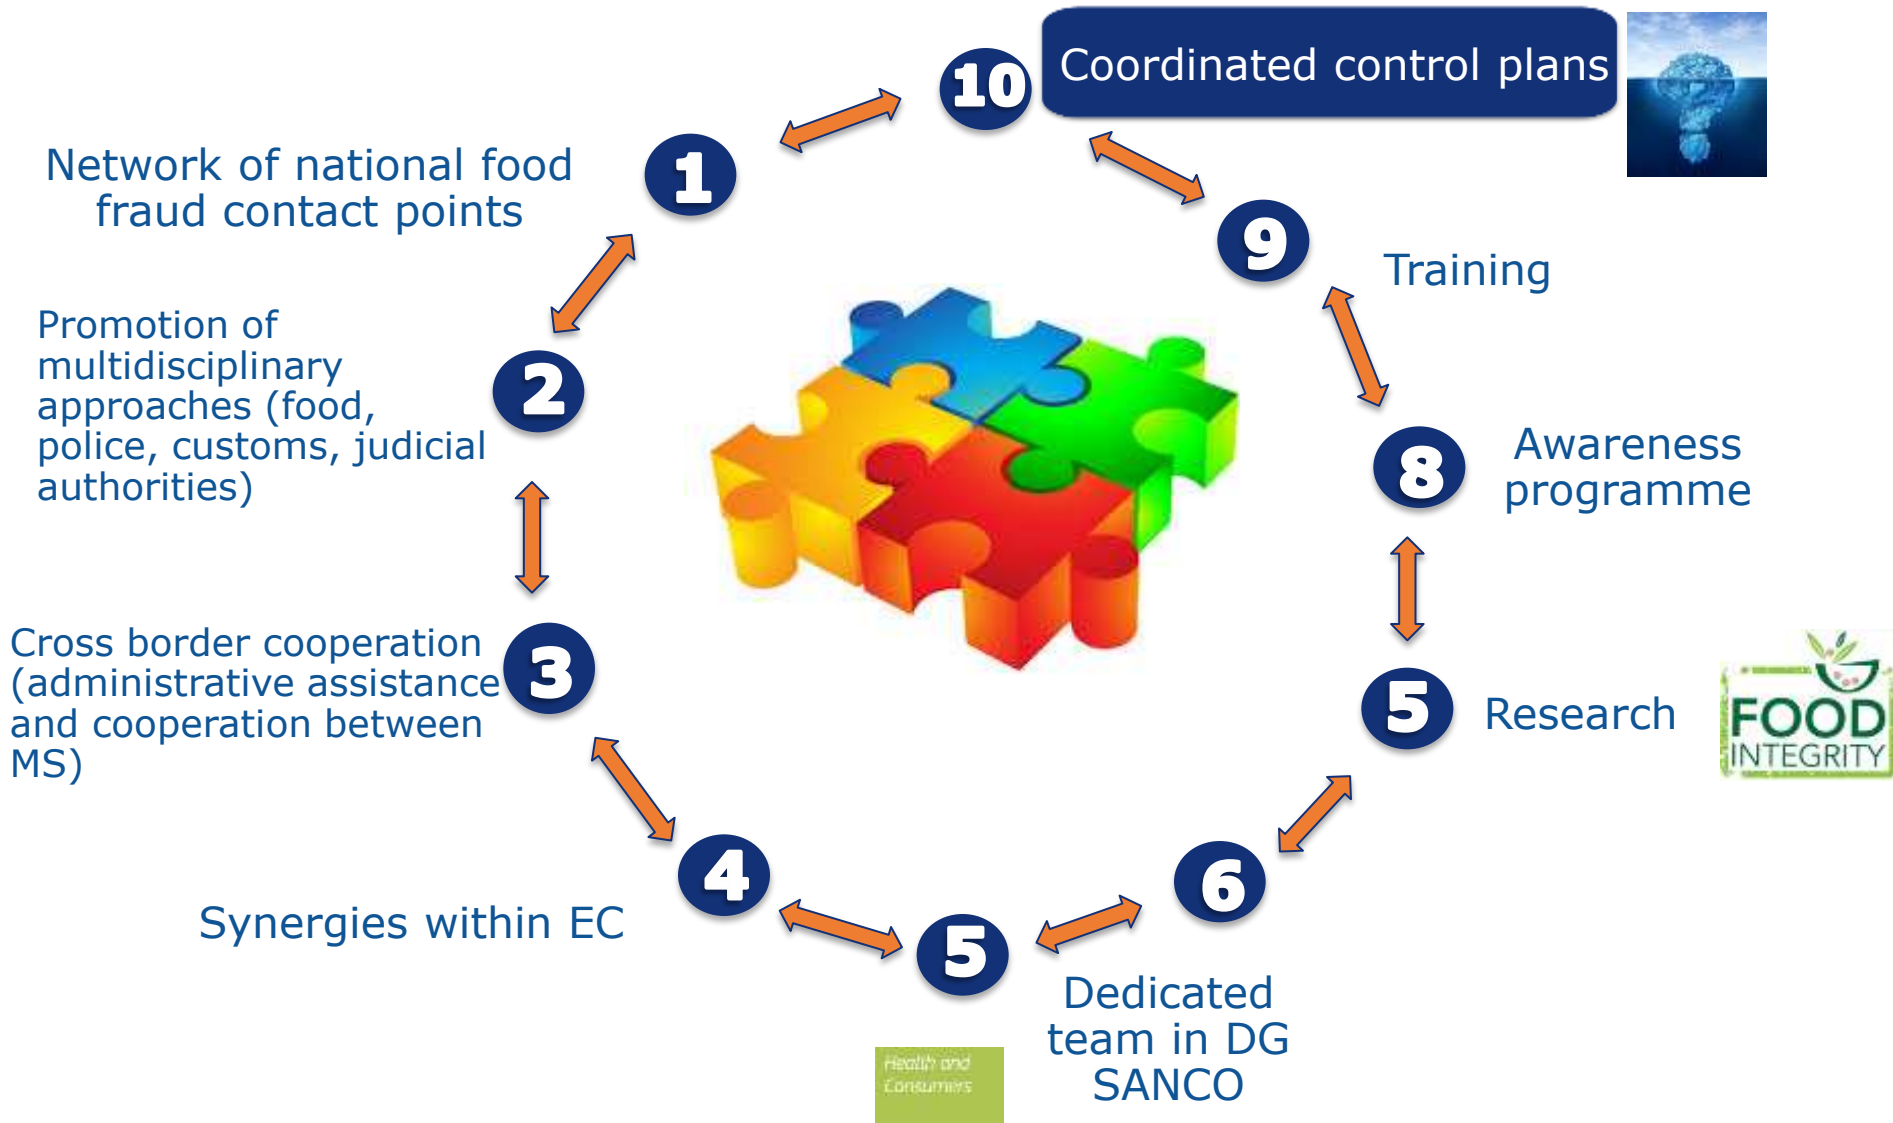 10
Coordinated control plans
1
Network of national food
fraud contact points
9
Training
2
Promotion of
multidisciplinary
approaches (food,
police, customs, judicial
authorities)
8
Awareness
programme
3
Cross border cooperation
(administrative assistance
and cooperation between
MS)
5
Research
FOOD
INTEGRITY
4
Synergies within EC
6
5
Dedicated
team in DG
SANCO
Health and
Consumers